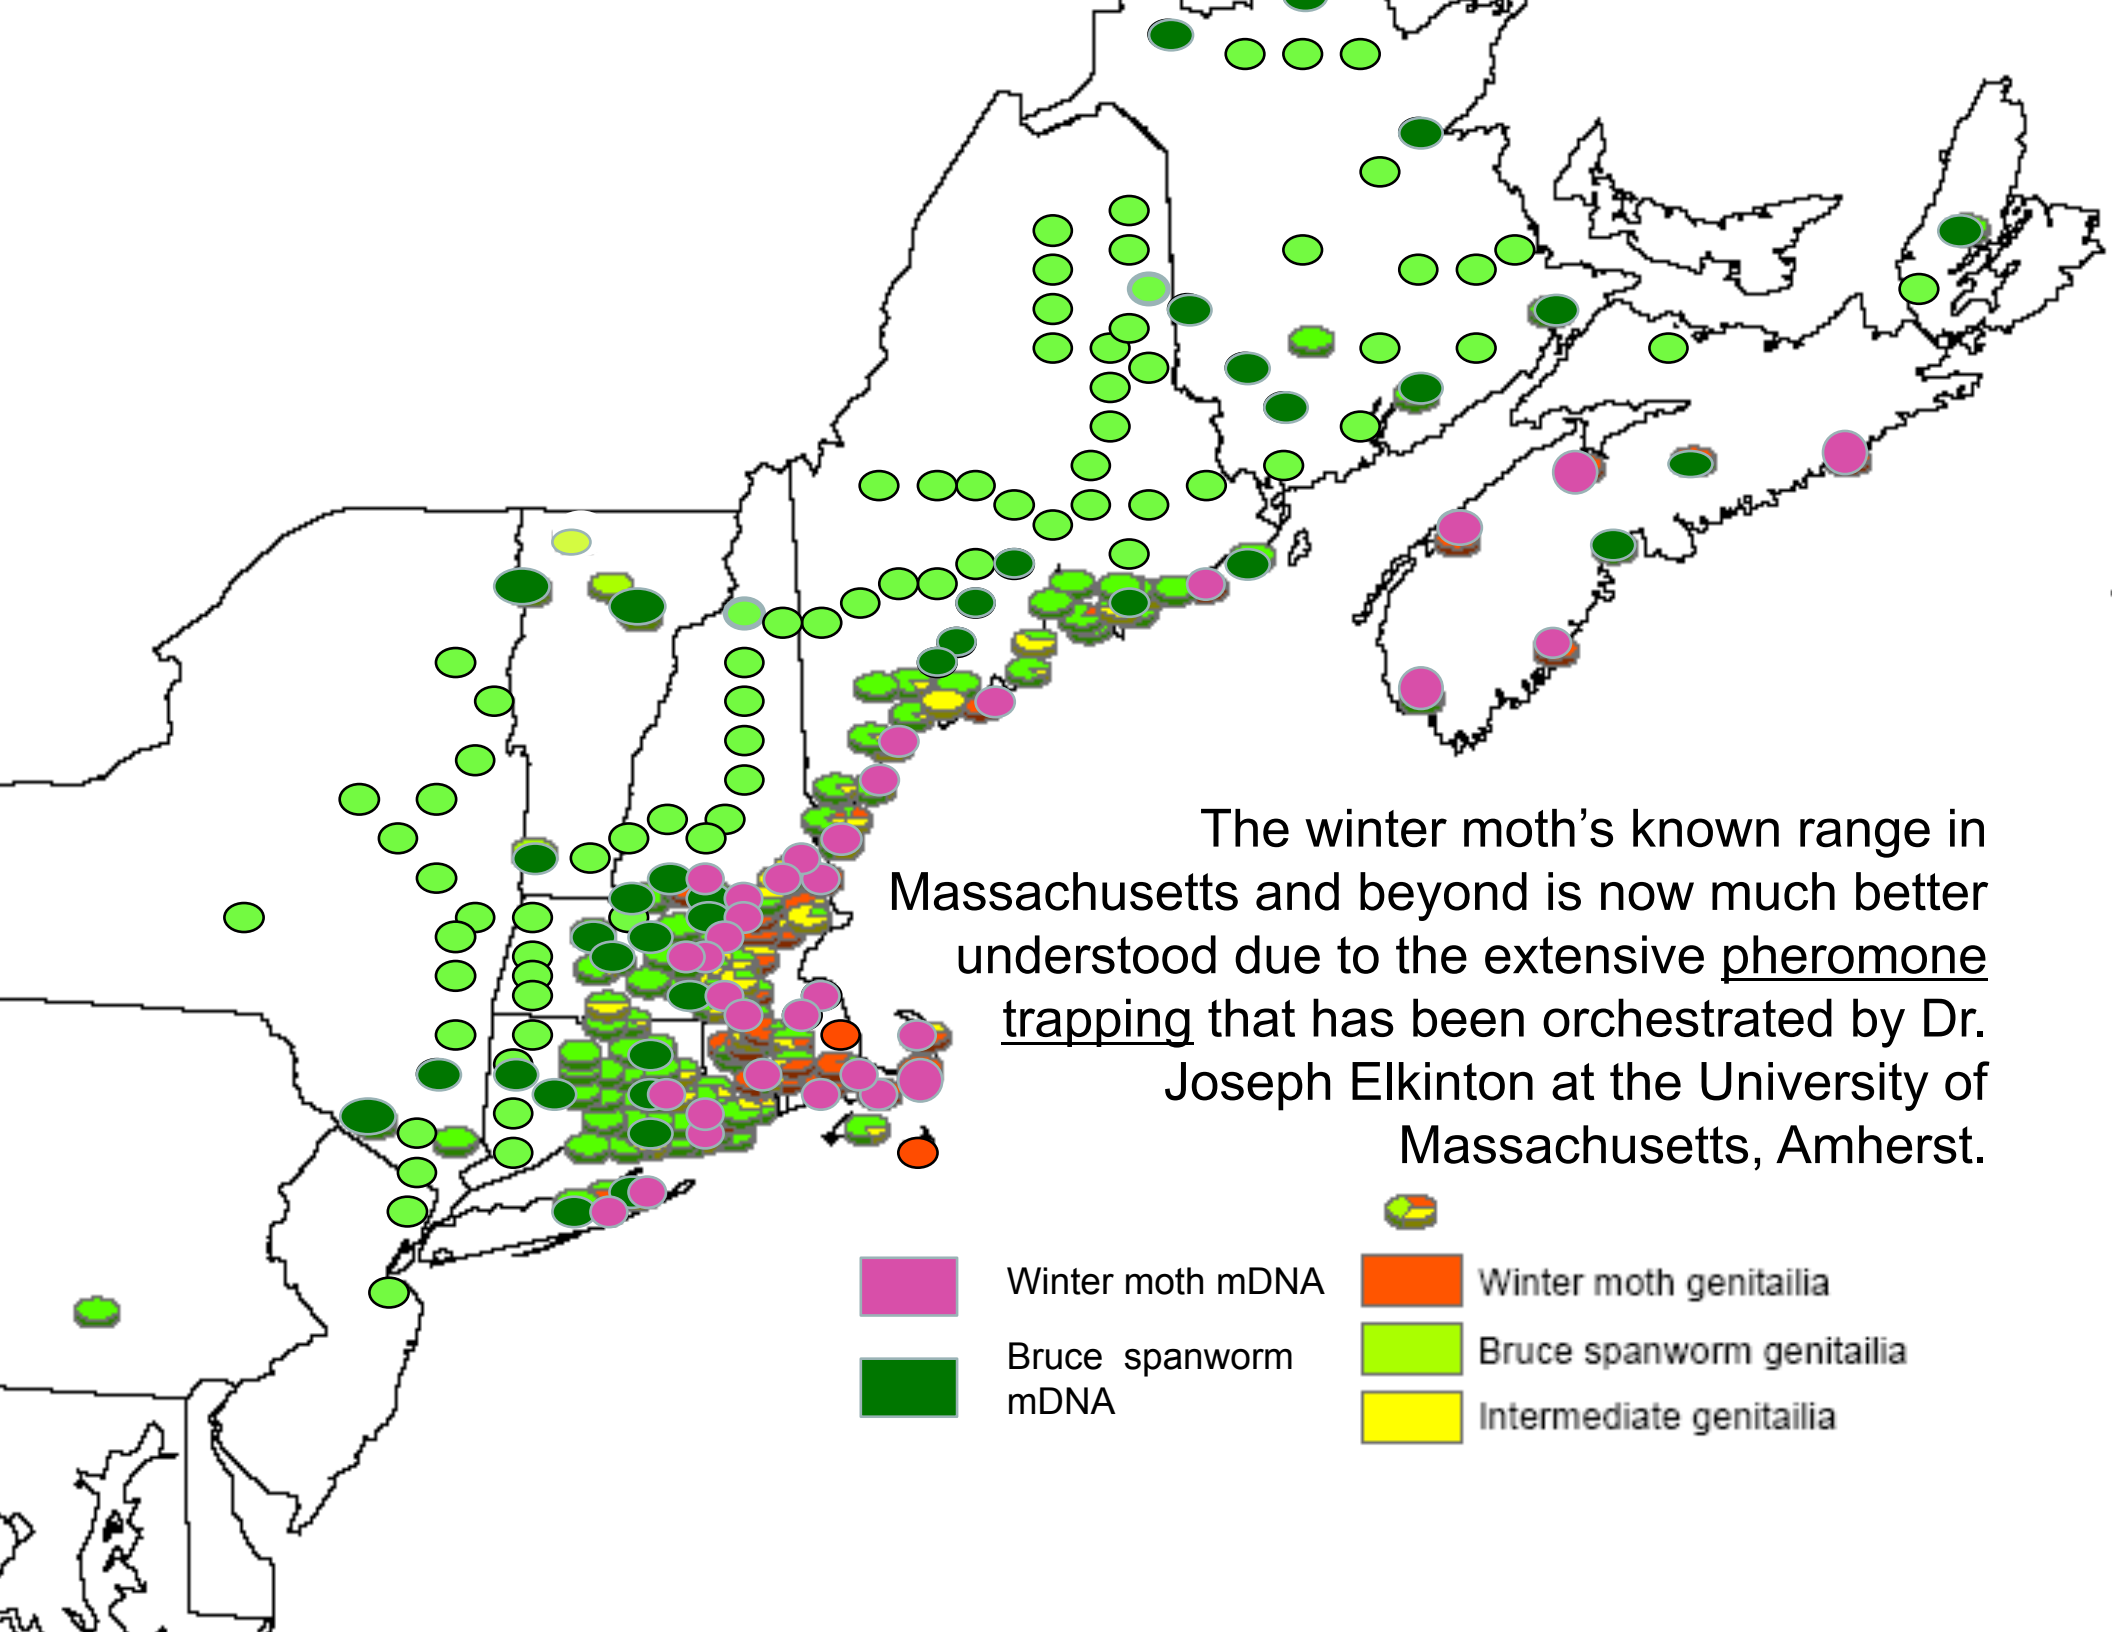 The winter moth’s known range in
Massachusetts and beyond is now much better
understood due to the extensive pheromone
trapping that has been orchestrated by Dr.
Joseph Elkinton at the University of
Massachusetts, Amherst.
Winter moth mDNA
Bruce spanworm
mDNA
Winter moth genitailia
Bruce spanworm genitailia
Intermediate genitailia